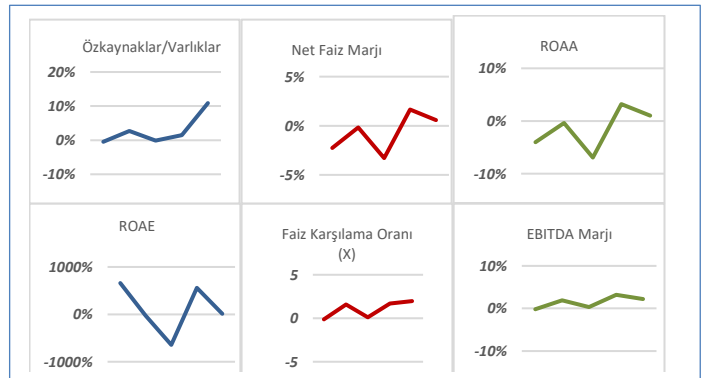 Özkaynaklar/Varlıklar
20%
10%
0%
-10%
Net Faiz Marjı
5%
0%
-5%
ROAA
10%
0%
-10%
ROAE
1000%
0%
-1000%
Faiz Karşılama Oranı
(X)
5
0
-5
EBITDA Marjı
10%
0%
-10%